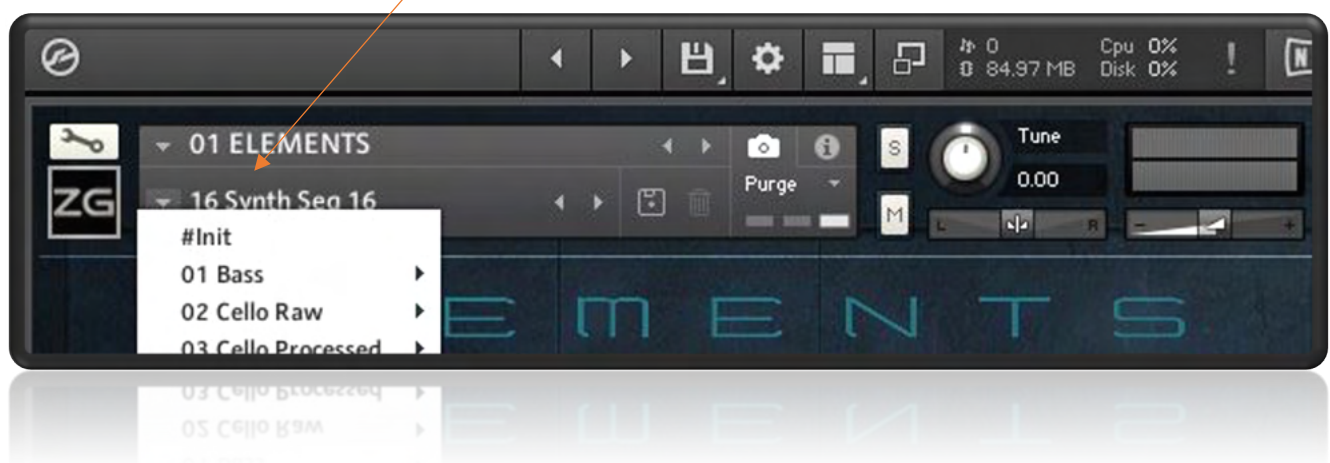 0 Cpu 0%
84.97 MB Disk 0% !
01 ELEMENTS i S Tune
ZG 16 Synth Seq 16 Purge 0.00
M L R - +
#Init
01 Bass
02 Cello Raw
03 Cello Processed
EMENTS